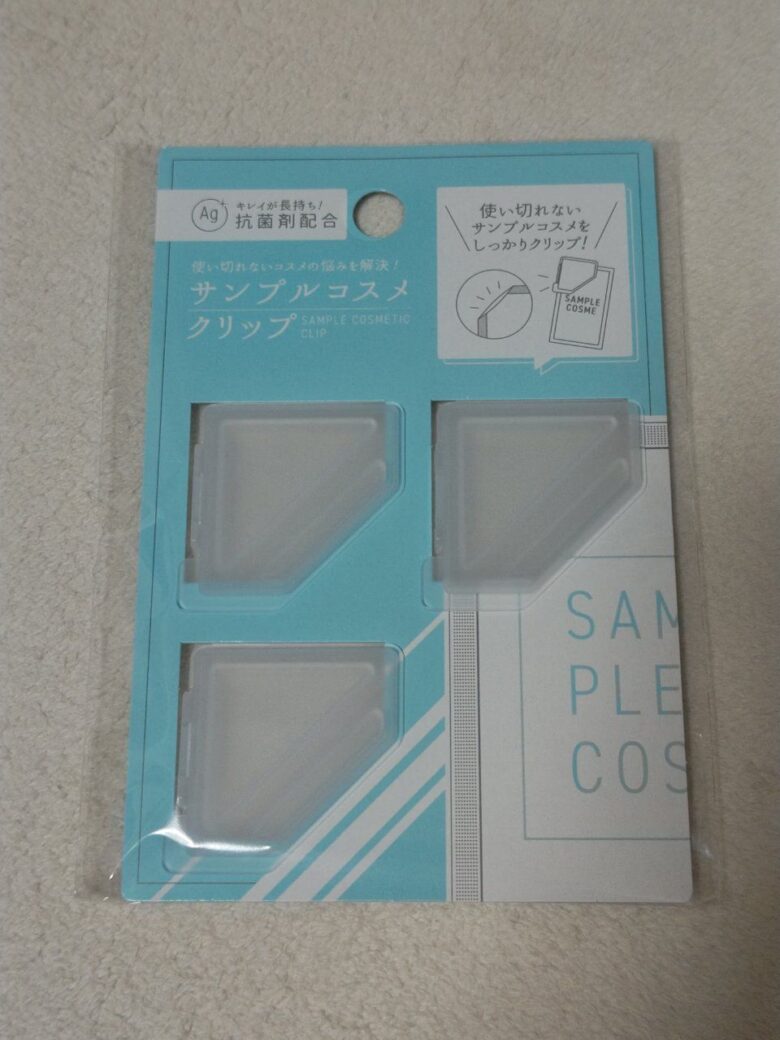 Ag+
キレイが長持ち!
抗菌剤配合
使い切れないコスメの悩みを解決!
サンプルコスメ
クリップ
SAMPLE COSMETIC
CLIP
使い切れない
サンプルコスメを
しっかりクリップ!
SAMPLE
COSME
SAM
PLE
COS